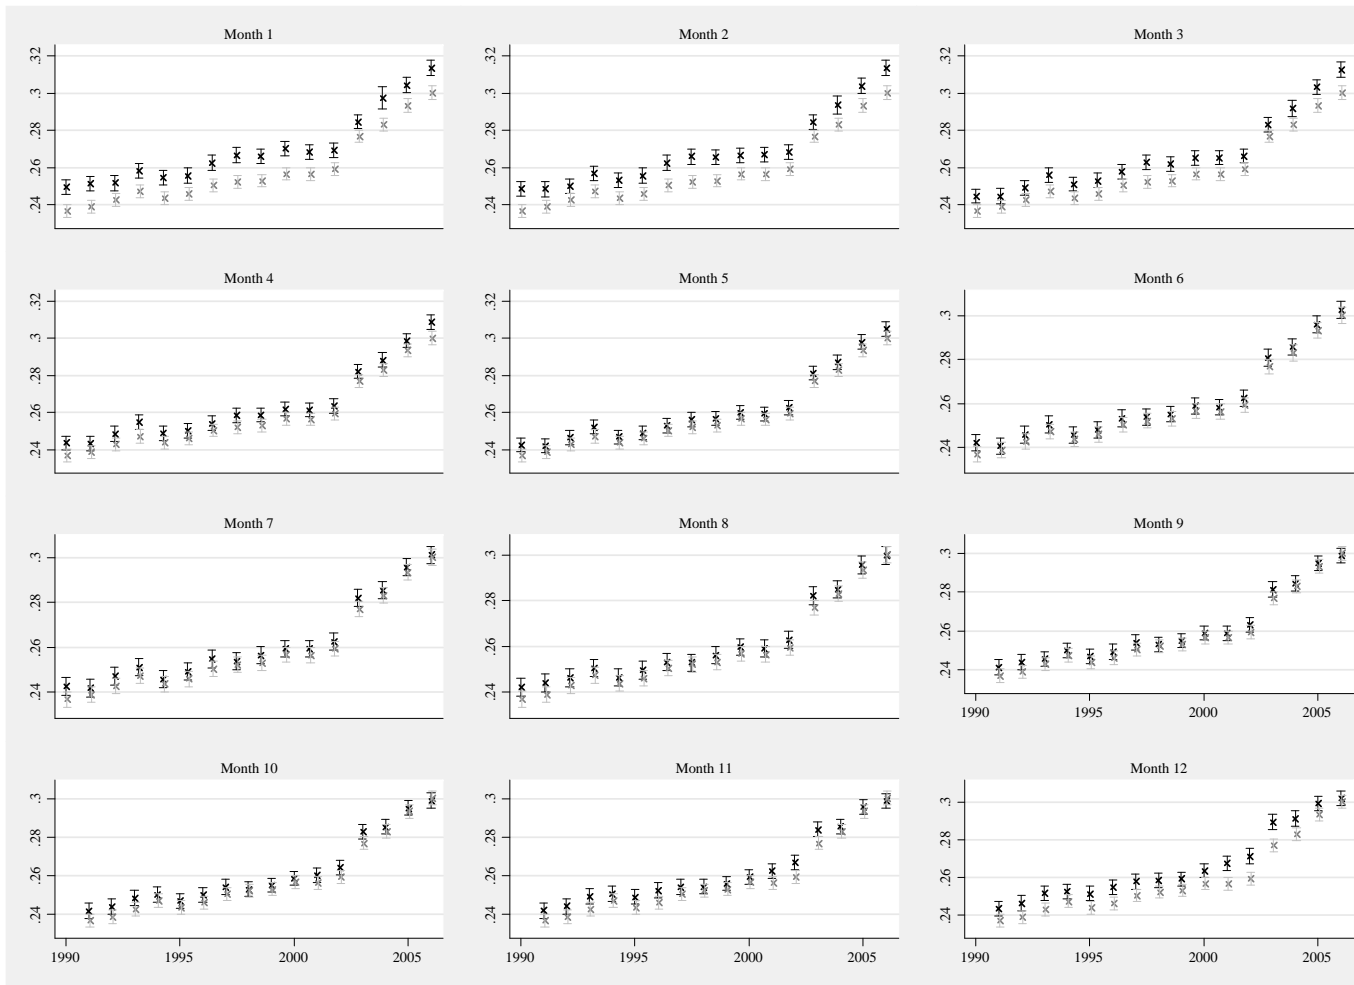 Month 1
Month 2
Month 3
.24 .26 .28 .3 .32
.24 .26 .28 .3 .32
.24 .26 .28 .3 .32
Month 4
Month 5
Month 6
.24 .26 .28 .3 .32
.24 .26 .28 .3 .32
.24 .26 .28 .3
Month 7
Month 8
Month 9
.24 .26 .28 .3
.24 .26 .28 .3
.24 .26 .28 .3
1990 1995 2000 2005
Month 10
Month 11
Month 12
.24 .26 .28 .3
.24 .26 .28 .3
.24 .26 .28 .3
1990 1995 2000 2005
1990 1995 2000 2005
1990 1995 2000 2005